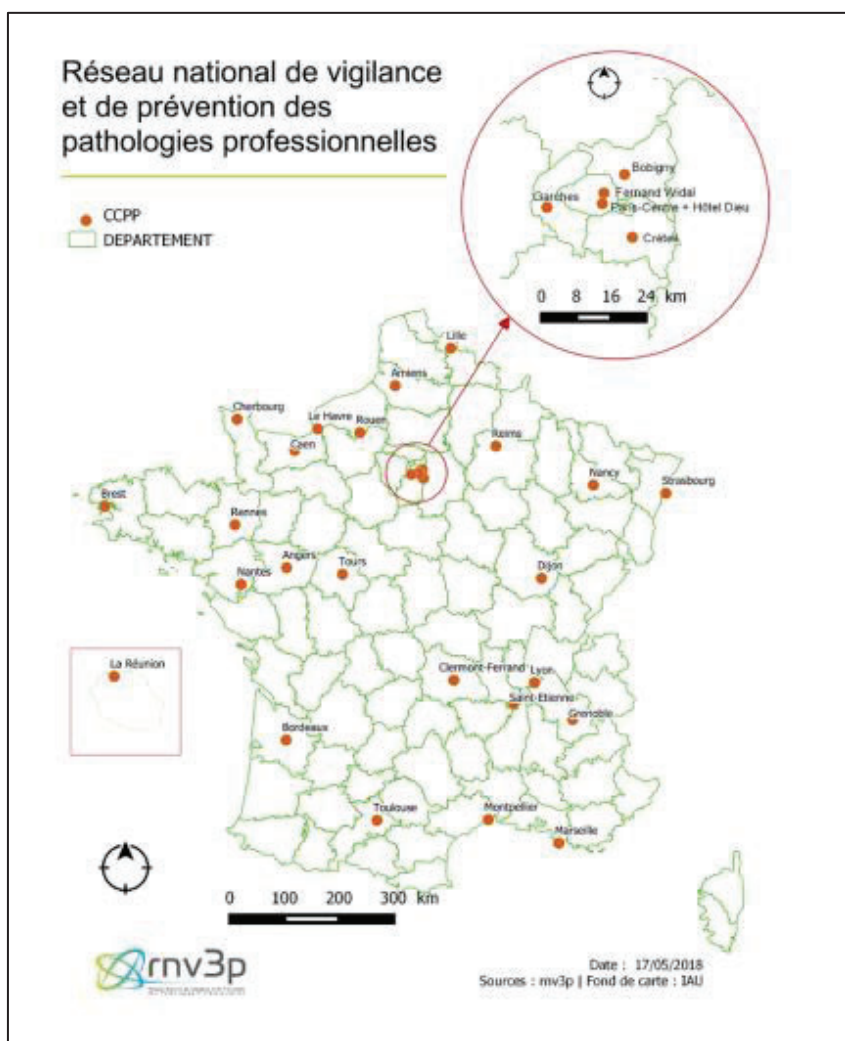 Réseau national de vigilance
et de prévention des
pathologies professionnelles
CCPP
DEPARTEMENT
Bobigny
Fernand Widal
Garches
Paris-Centre + Hôtel Dieu
Créteil
0 8 16 24 km
Lille
Amiens
Cherbourg
Le Havre
Rouen
Caen
Reims
Nancy
Strasbourg
Brest
Rennes
Angers
Tours
Nantes
Dijon
La Réunion
Clermont-Ferrand
Lyon
Saint-Etienne
Grenoble
Bordeaux
Toulouse
Montpellier
Marseille
0 100 200 300 km
rnv3p
Date : 17/05/2018
Sources : rnv3p | Fond de carte : IAU